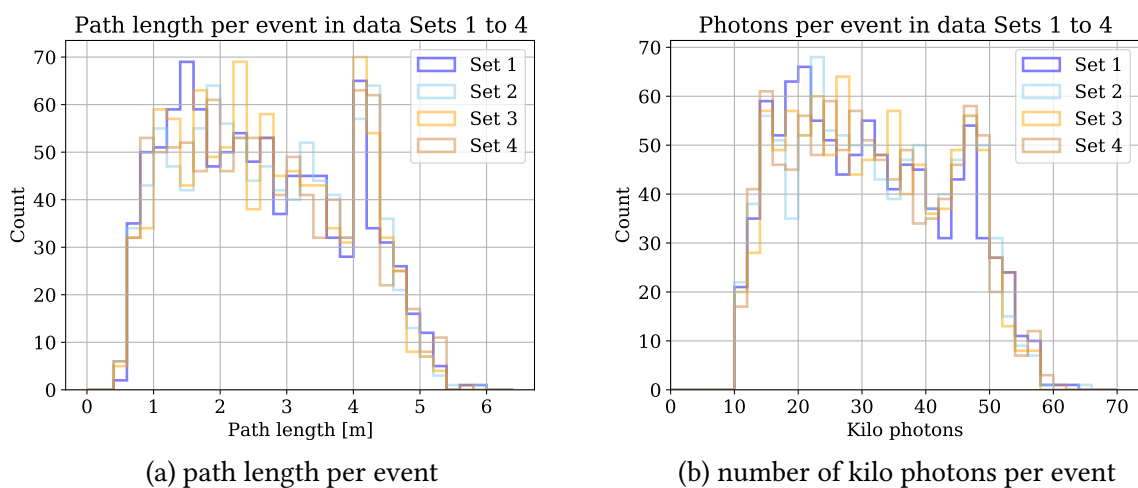 Path length per event in data Sets 1 to 4
70
60
50
40
30
20
10
0
Count
Set 1
Set 2
Set 3
Set 4
0 1 2 3 4 5 6
Path length [m]
(a) path length per event
Photons per event in data Sets 1 to 4
70
60
50
40
30
20
10
0
Count
Set 1
Set 2
Set 3
Set 4
0 10 20 30 40 50 60 70
Kilo photons
(b) number of kilo photons per event